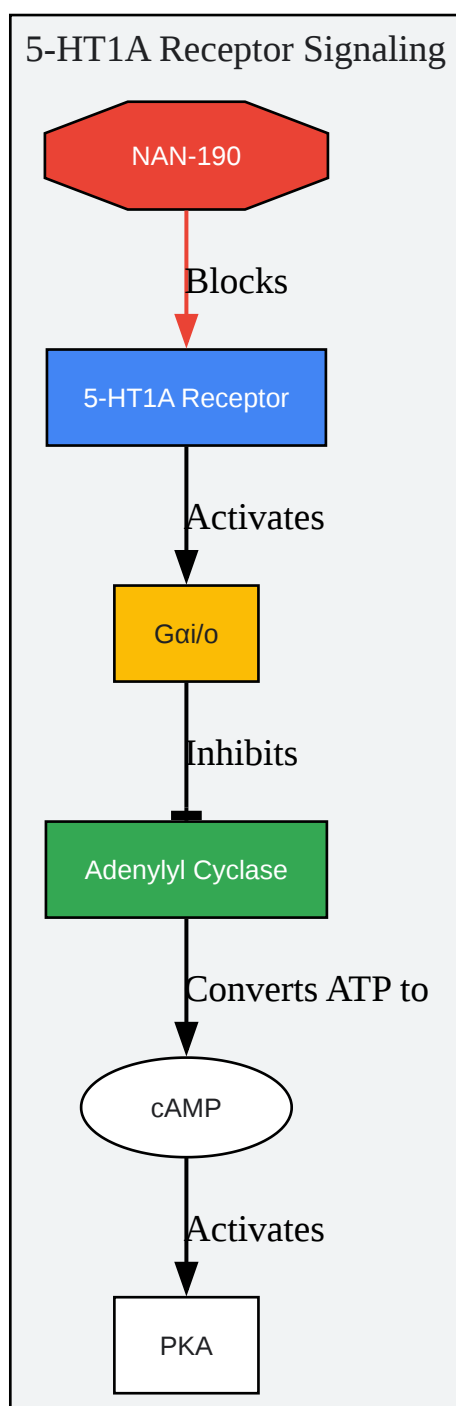 5-HT1A Receptor Signaling
NAN-190
Blocks
5-HT1A Receptor
Activates
Gαi/o
Inhibits
Adenylyl Cyclase
Converts ATP to
cAMP
Activates
PKA